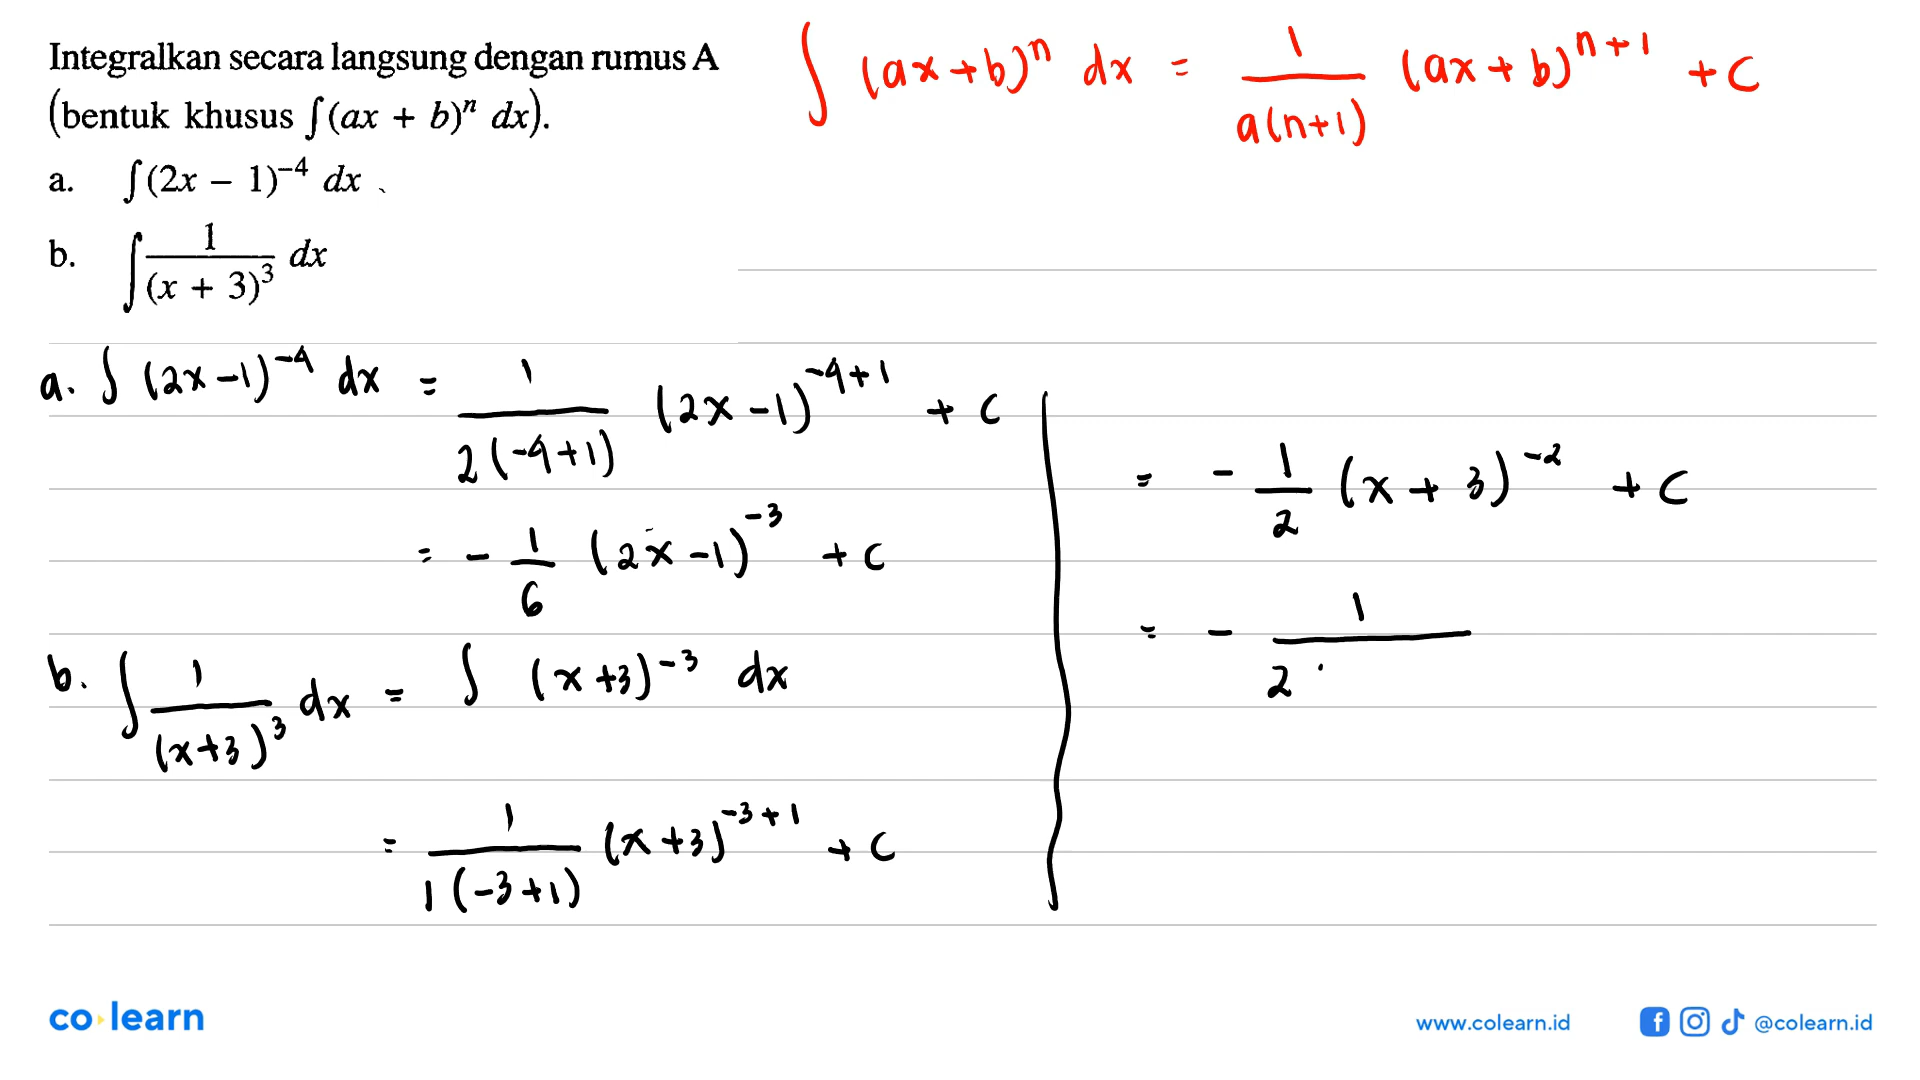 Integralkan secara langsung dengan rumus A
(bentuk khusus ∫(ax + b)ⁿ dx).
a. ∫(2x − 1)⁻⁴ dx
b. ∫ 1/(x + 3)³ dx
∫ (ax+b)ⁿ dx = 1/(a(n+1)) (ax+b)ⁿ⁺¹ + C
a. ∫ (2x−1)⁻⁴ dx = 1/(2(−4+1)) (2x−1)⁻⁴⁺¹ + C
= − 1/6 (2x−1)⁻³ + C
b. ∫ 1/(x+3)³ dx = ∫ (x+3)⁻³ dx
= 1/(1(−3+1)) (x+3)⁻³⁺¹ + C
= − 1/2 (x+3)⁻² + C
= − 1/2 ·
co learn
www.colearn.id @colearn.id